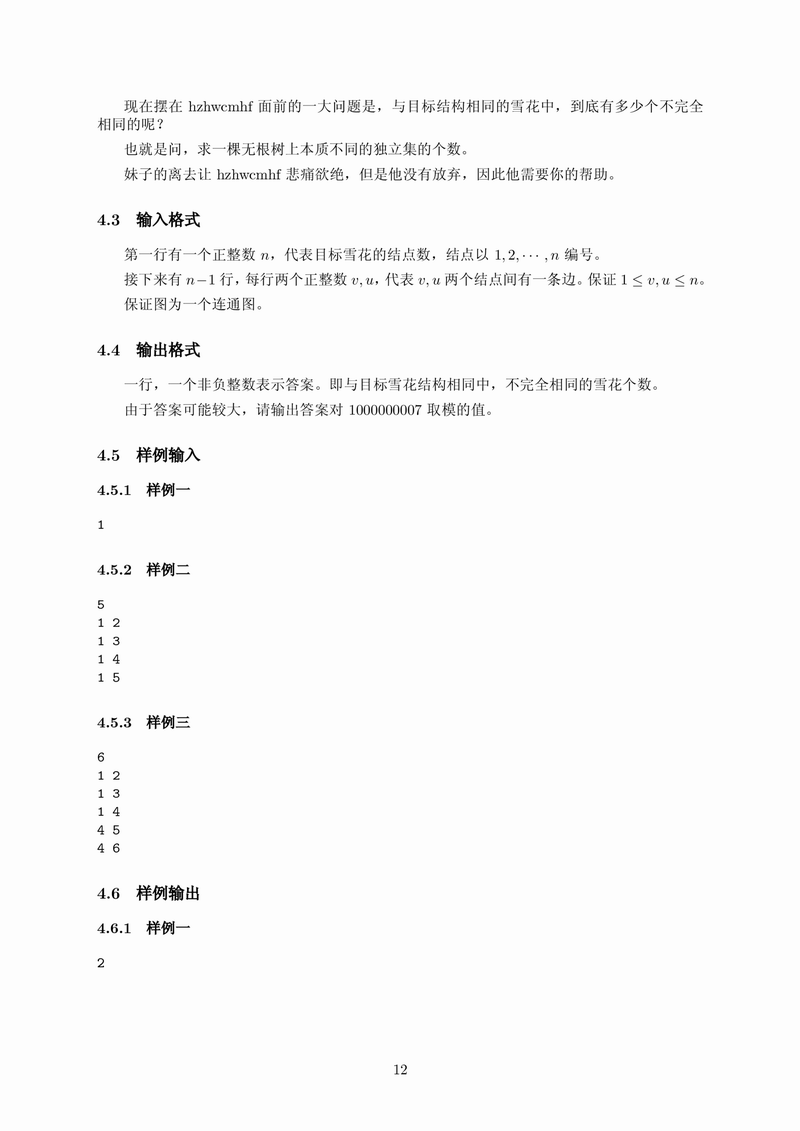 现在摆在 hzhwcmhf 面前的一大问题是，与目标结构相同的雪花中，到底有多少个不完全
相同的呢？
也就是问，求一棵无根树上本质不同的独立集的个数。
妹子的离去让 hzhwcmhf 悲痛欲绝，但是他没有放弃，因此他需要你的帮助。
4.3 输入格式
第一行有一个正整数 n，代表目标雪花的结点数，结点以 1, 2, ··· , n 编号。
接下来有 n−1 行，每行两个正整数 v, u，代表 v, u 两个结点间有一条边。保证 1 ≤ v, u ≤ n。
保证图为一个连通图。
4.4 输出格式
一行，一个非负整数表示答案。即与目标雪花结构相同中，不完全相同的雪花个数。
由于答案可能较大，请输出答案对 1000000007 取模的值。
4.5 样例输入
4.5.1 样例一
1
4.5.2 样例二
5
1 2
1 3
1 4
1 5
4.5.3 样例三
6
1 2
1 3
1 4
4 5
4 6
4.6 样例输出
4.6.1 样例一
2
12